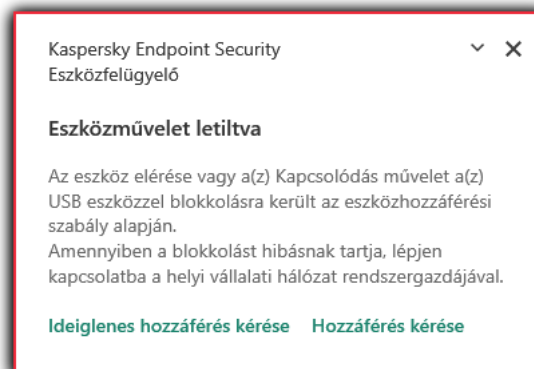 Kaspersky Endpoint Security
Eszközfelügyelő
Eszközművelet letiltva
Az eszköz elérése vagy a(z) Kapcsolódás művelet a(z)
USB eszközzel blokkolásra került az eszközhozzáférési
szabály alapján.
Amennyiben a blokkolást hibásnak tartja, lépjen
kapcsolatba a helyi vállalati hálózat rendszergazdájával.
Ideiglenes hozzáférés kérése Hozzáférés kérése